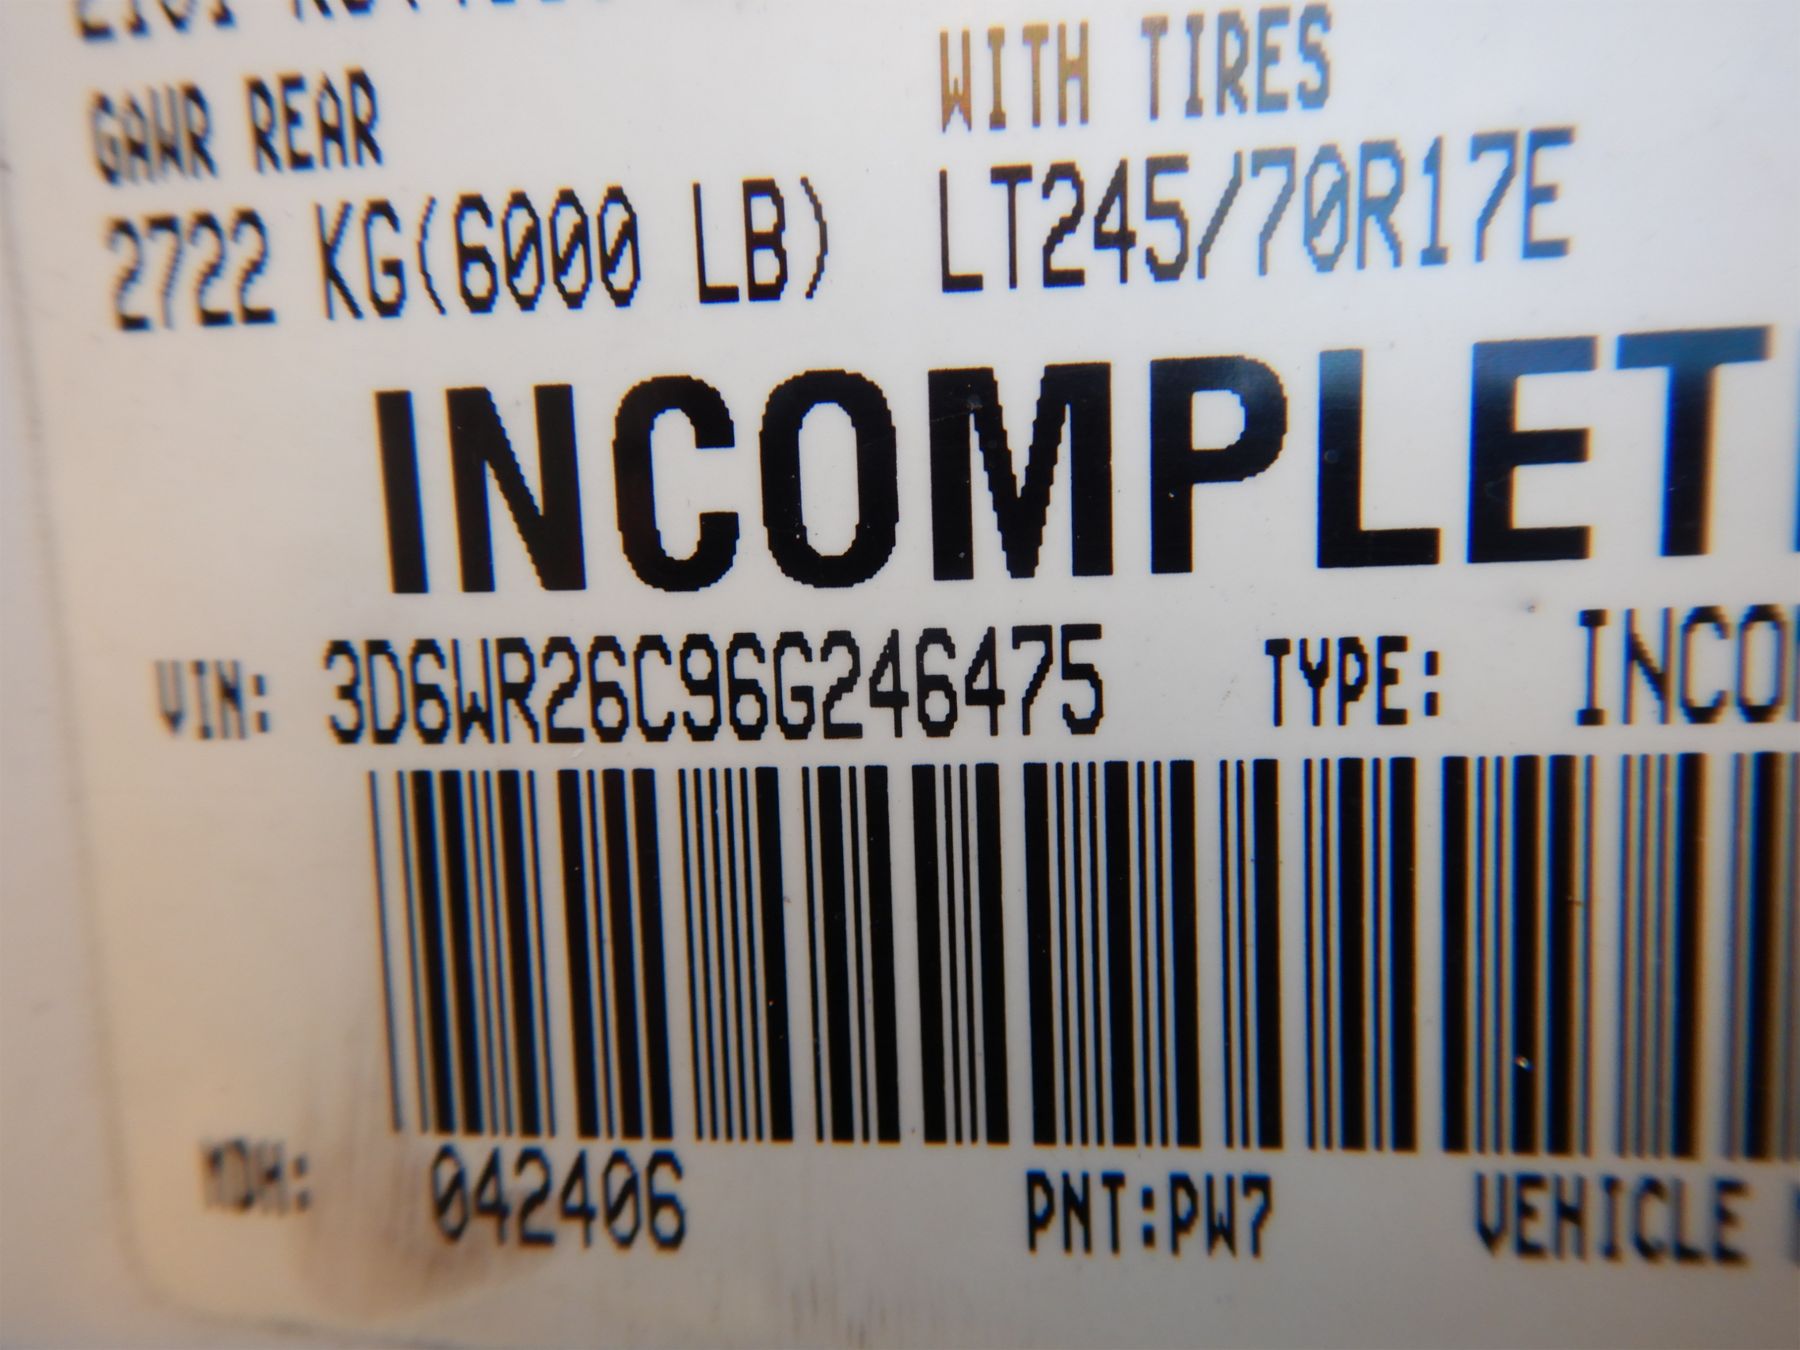 WITH TIRES
GAWR REAR
2722 KG(6000 LB) LT245/70R17E
INCOMPLET
VIN: 3D6WR26C96G246475 TYPE: INCO
MDH: 042406 PNT:PW7 VEHICLE